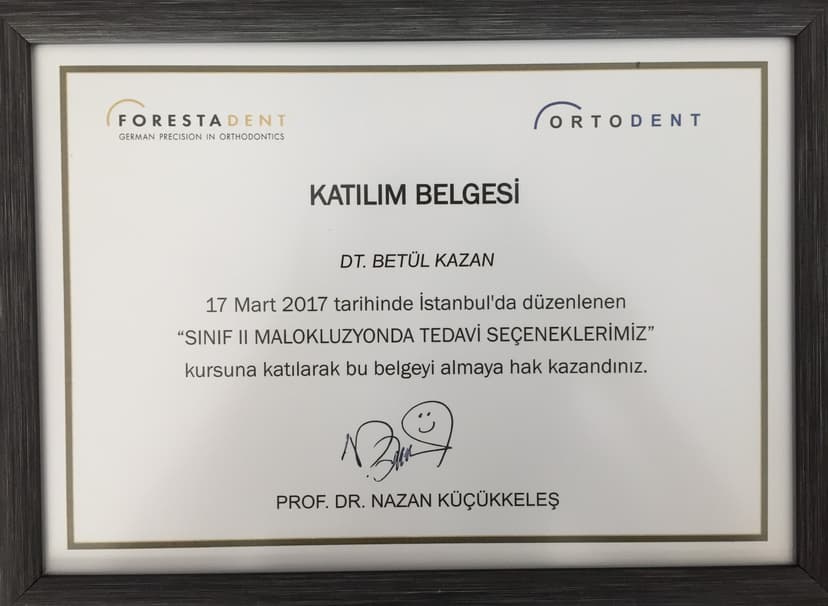 FORESTADENT
GERMAN PRECISION IN ORTHODONTICS
ORTODENT
KATILIM BELGESİ
DT. BETÜL KAZAN
17 Mart 2017 tarihinde İstanbul'da düzenlenen
“SINIF II MALOKLUZYONDA TEDAVİ SEÇENEKLERİMİZ”
kursuna katılarak bu belgeyi almaya hak kazandınız.
PROF. DR. NAZAN KÜÇÜKKELEŞ